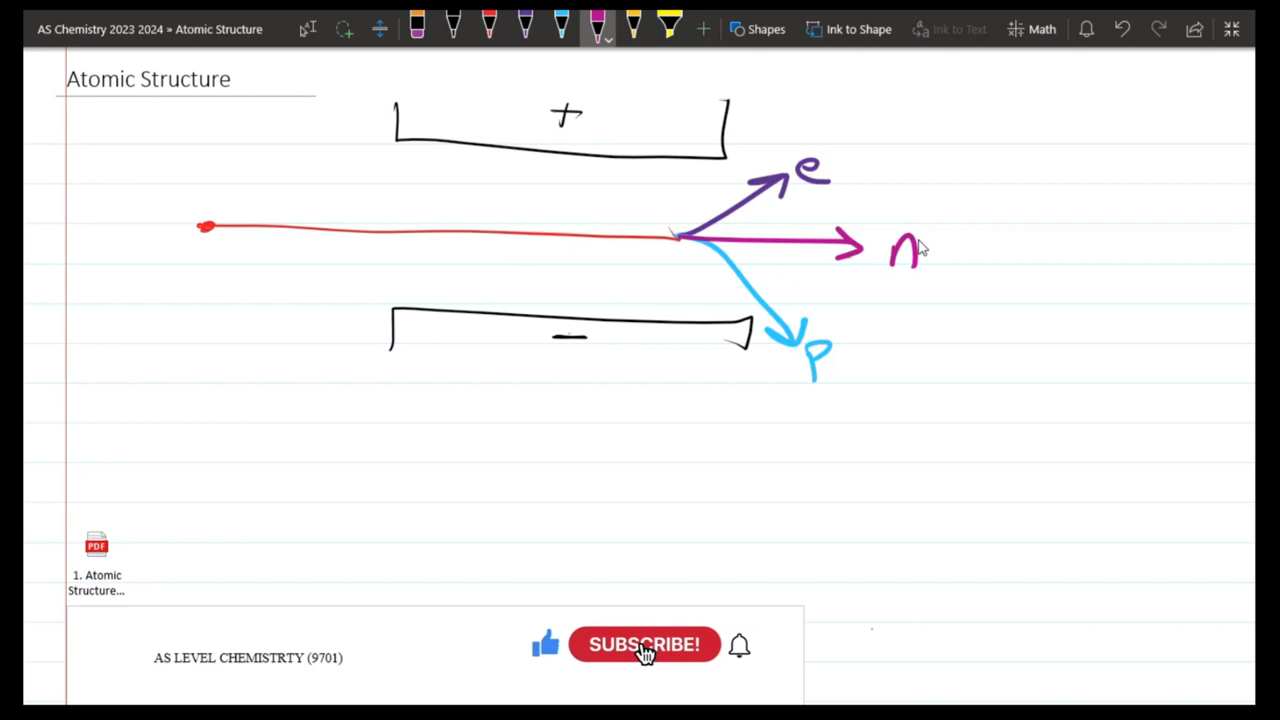 AS Chemistry 2023 2024 » Atomic Structure
Shapes
Ink to Shape
Ink to Text
Math
Atomic Structure
+
e
n
−
p
PDF
1. Atomic
Structure...
AS LEVEL CHEMISTRTY (9701)
SUBSCRIBE!